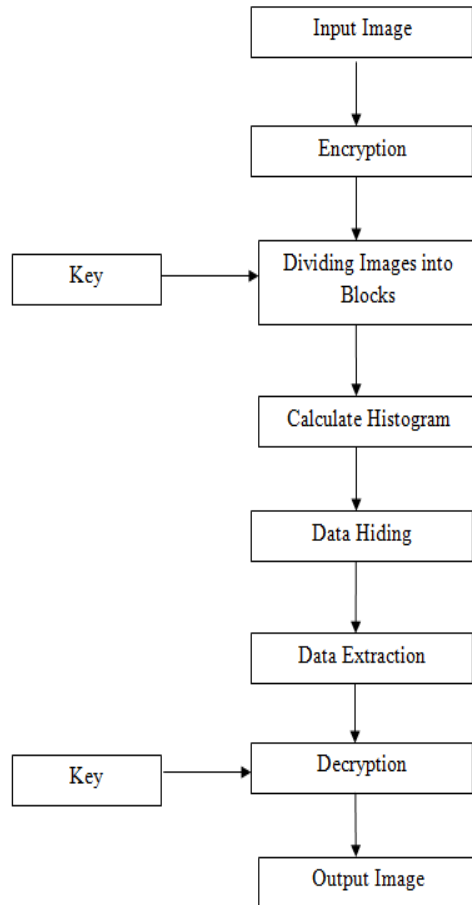 Input Image
Encryption
Key
Dividing Images into
Blocks
Calculate Histogram
Data Hiding
Data Extraction
Key
Decryption
Output Image